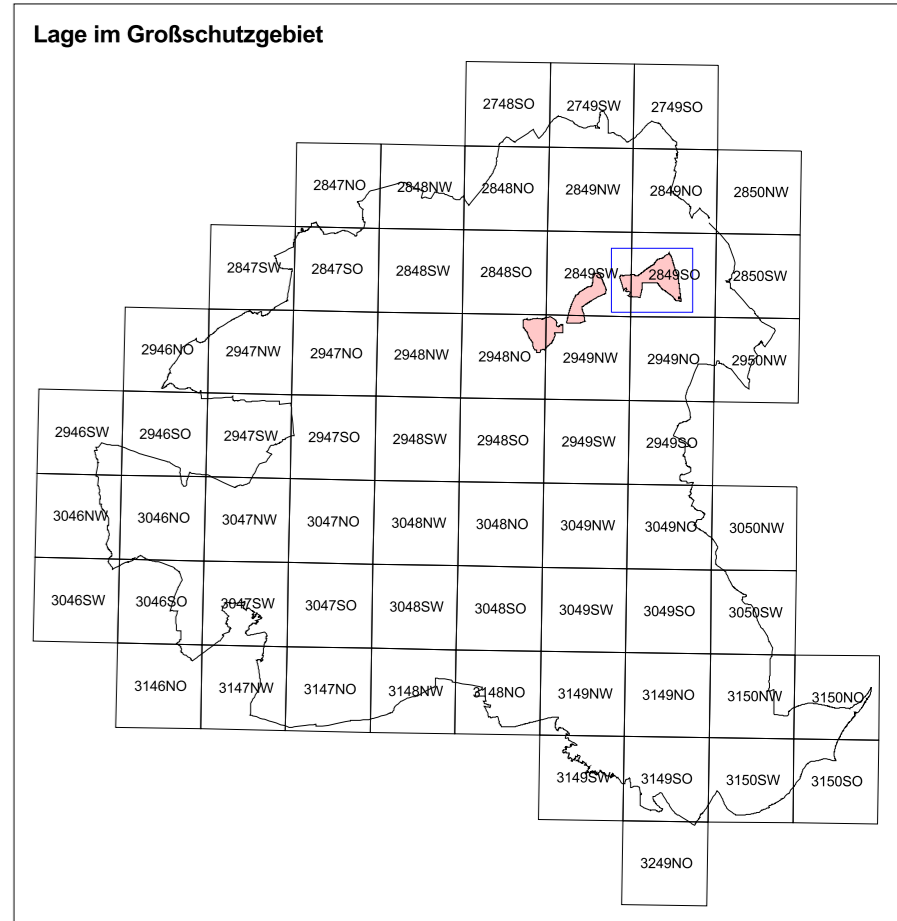 Lage im Großschutzgebiet
2748SO 2749SW 2749SO
2847NO 2848NW 2848NO 2849NW 2849NO 2850NW
2847SW 2847SO 2848SW 2848SO 2849SW 2849SO 2850SW
2946NO 2947NW 2947NO 2948NW 2948NO 2949NW 2949NO 2950NW
2946SW 2946SO 2947SW 2947SO 2948SW 2948SO 2949SW 2949SO
3046NW 3046NO 3047NW 3047NO 3048NW 3048NO 3049NW 3049NO 3050NW
3046SW 3046SO 3047SW 3047SO 3048SW 3048SO 3049SW 3049SO 3050SW
3146NO 3147NW 3147NO 3148NW 3148NO 3149NW 3149NO 3150NW 3150NO
3149SW 3149SO 3150SW 3150SO
3249NO